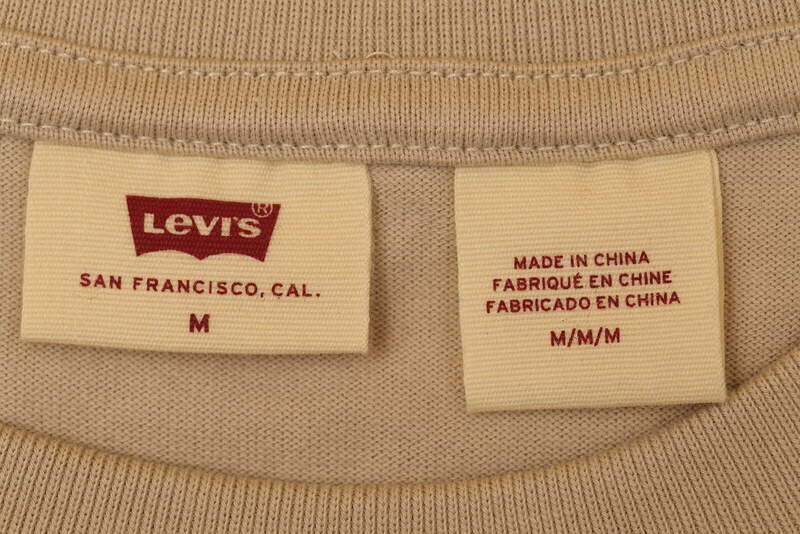 Levi's®
SAN FRANCISCO, CAL.
M
MADE IN CHINA
FABRIQUÉ EN CHINE
FABRICADO EN CHINA
M/M/M